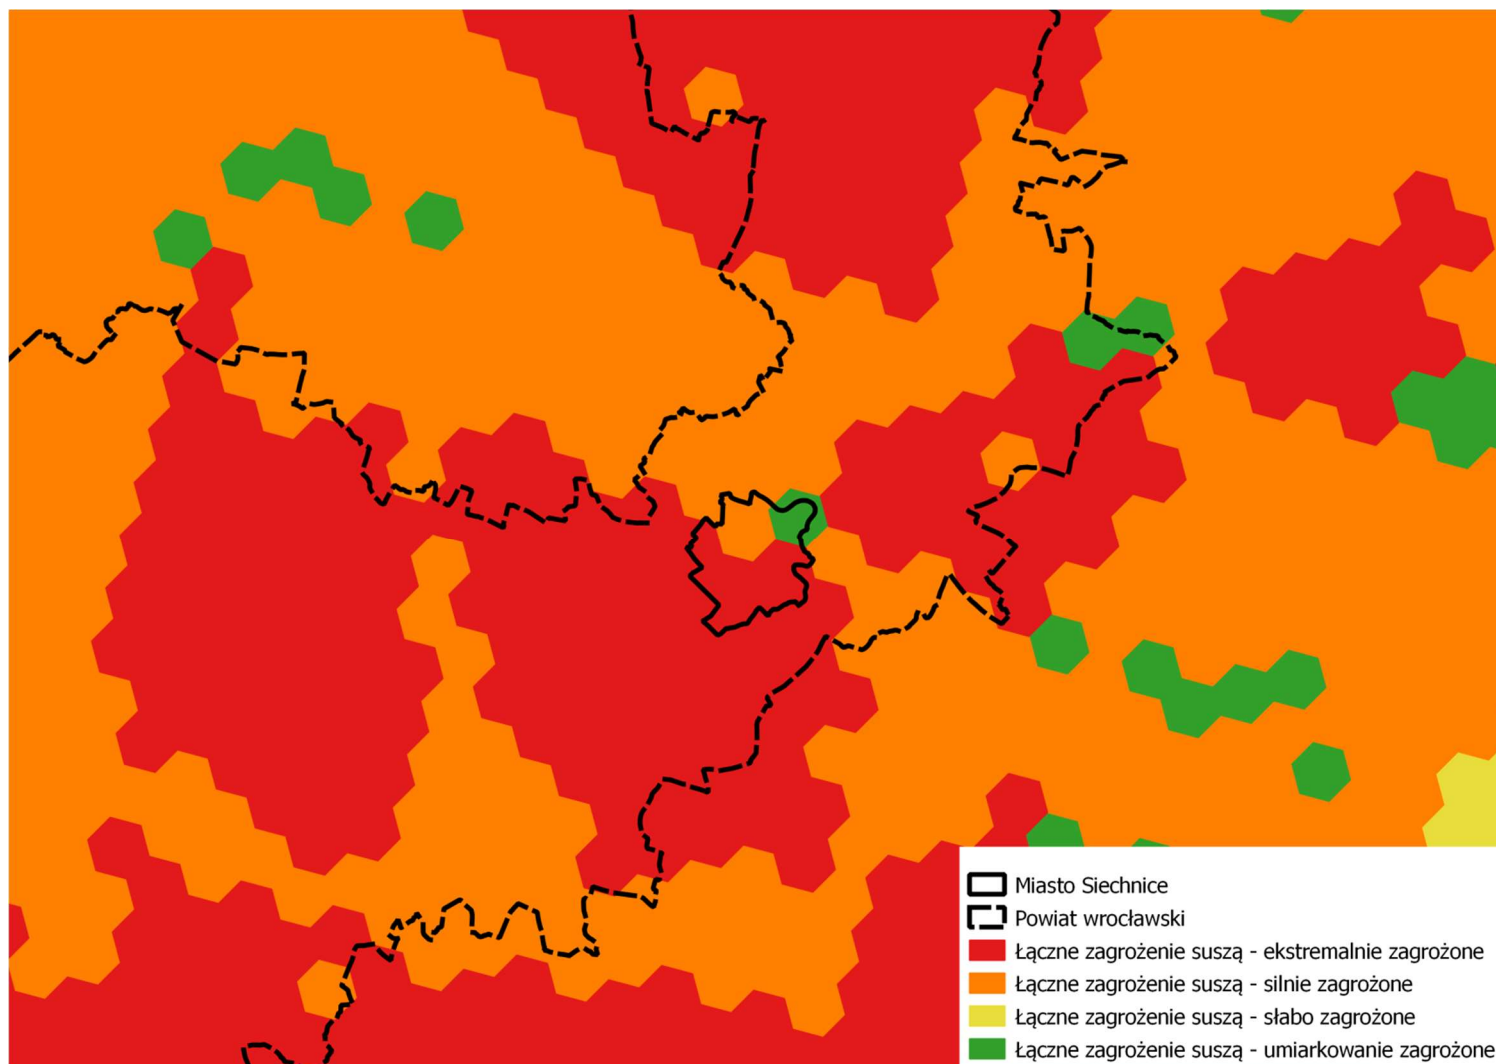 Miasto Siechnice
Powiat wrocławski
Łączne zagrożenie suszą - ekstremalnie zagrożone
Łączne zagrożenie suszą - silnie zagrożone
Łączne zagrożenie suszą - słabo zagrożone
Łączne zagrożenie suszą - umiarkowanie zagrożone